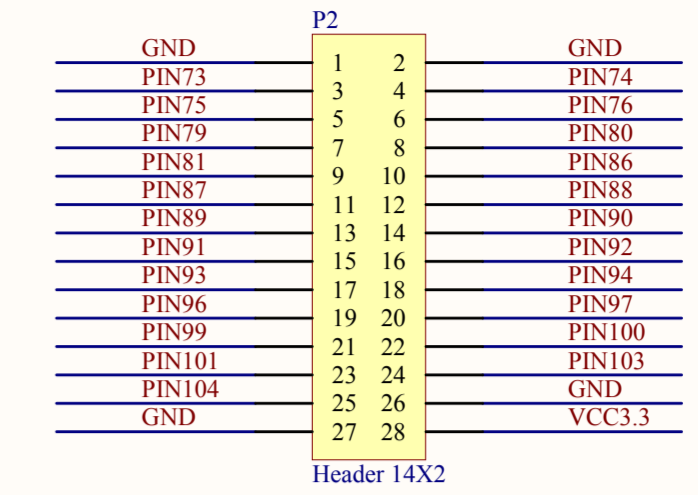 P2
GND 1 2 GND
PIN73 3 4 PIN74
PIN75 5 6 PIN76
PIN79 7 8 PIN80
PIN81 9 10 PIN86
PIN87 11 12 PIN88
PIN89 13 14 PIN90
PIN91 15 16 PIN92
PIN93 17 18 PIN94
PIN96 19 20 PIN97
PIN99 21 22 PIN100
PIN101 23 24 PIN103
PIN104 25 26 GND
GND 27 28 VCC3.3
Header 14X2